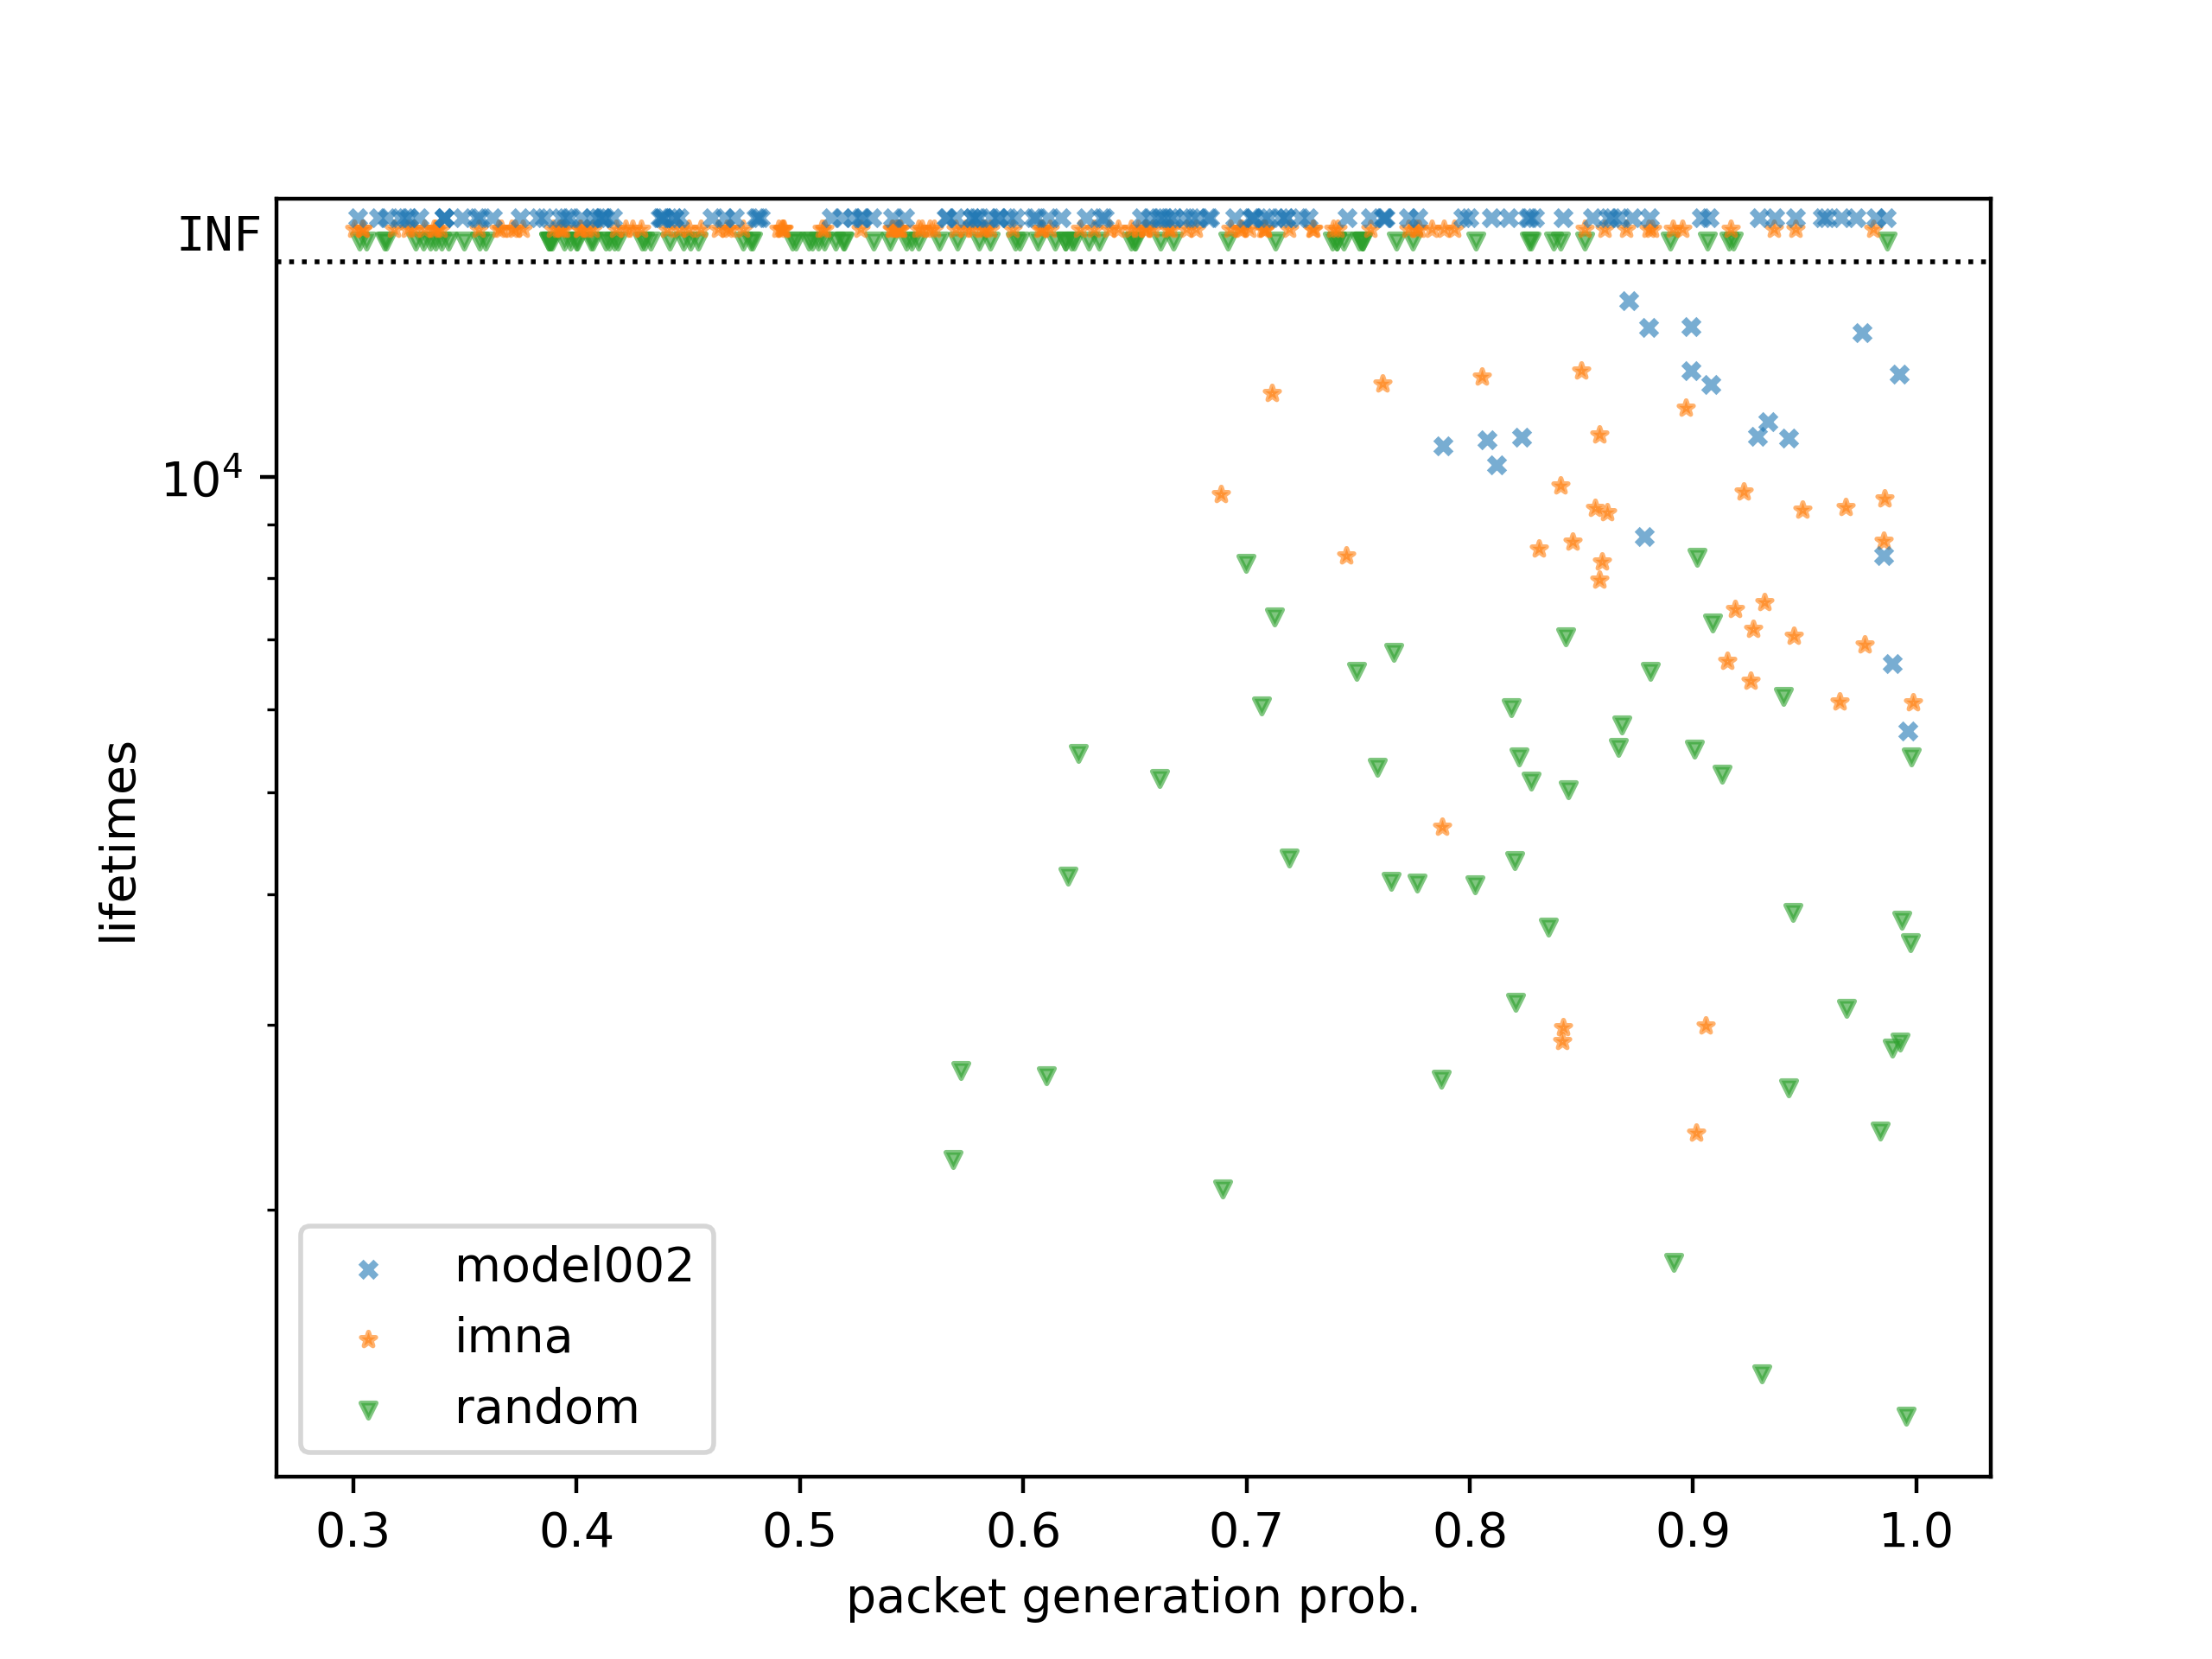 INF
10^4
lifetimes
model002
imna
random
0.3 0.4 0.5 0.6 0.7 0.8 0.9 1.0
packet generation prob.